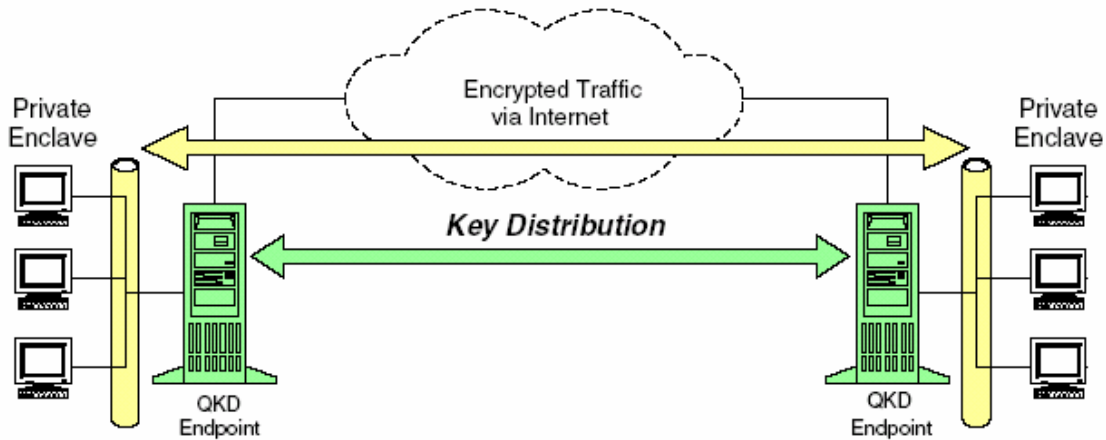 Encrypted Traffic
via Internet
Private
Enclave
Private
Enclave
Key Distribution
QKD
Endpoint
QKD
Endpoint